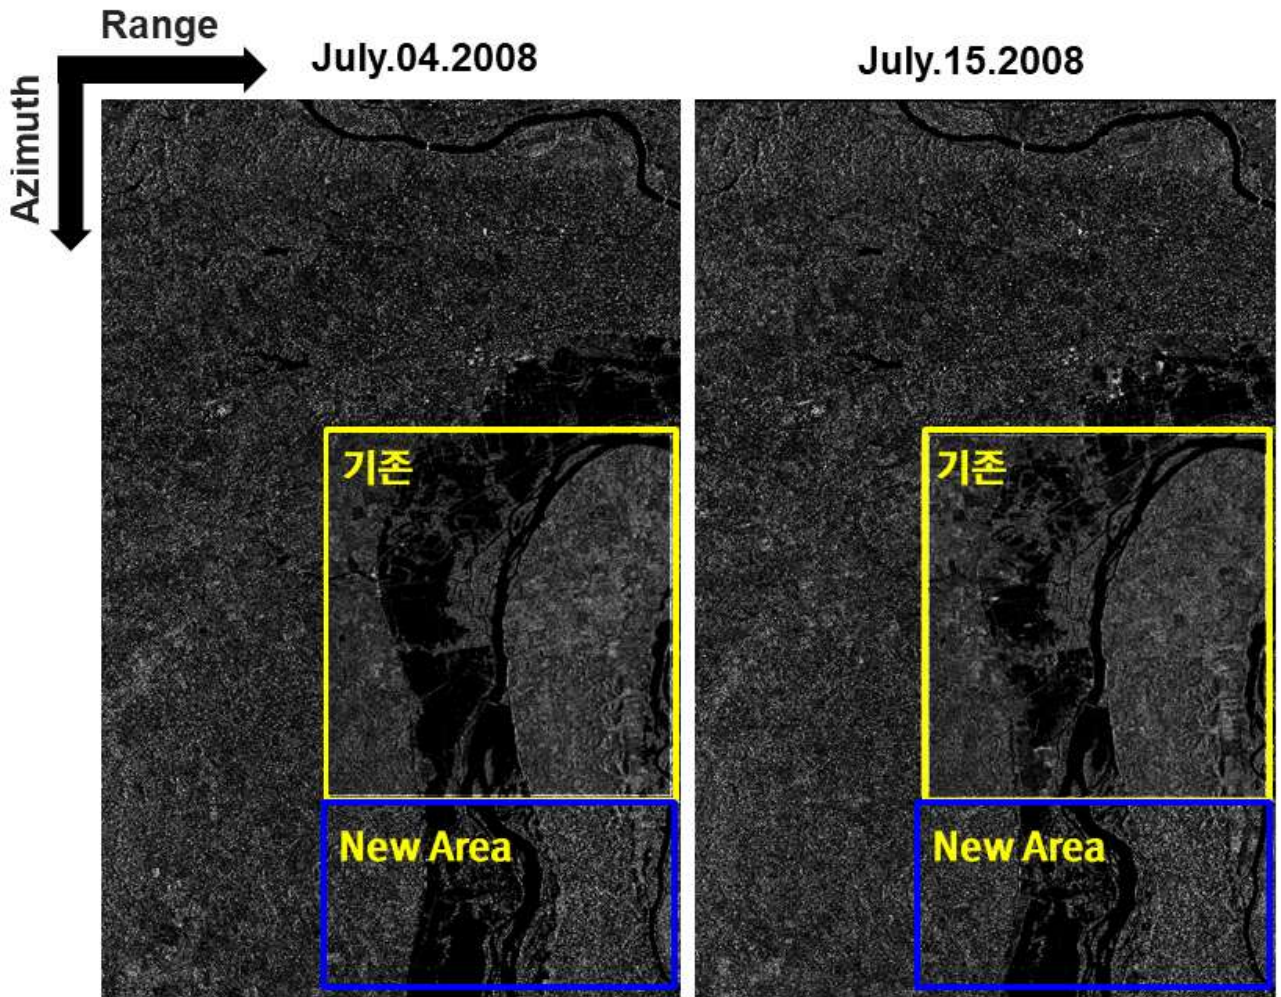 Range
July.04.2008
July.15.2008
Azimuth
기존
기존
New Area
New Area